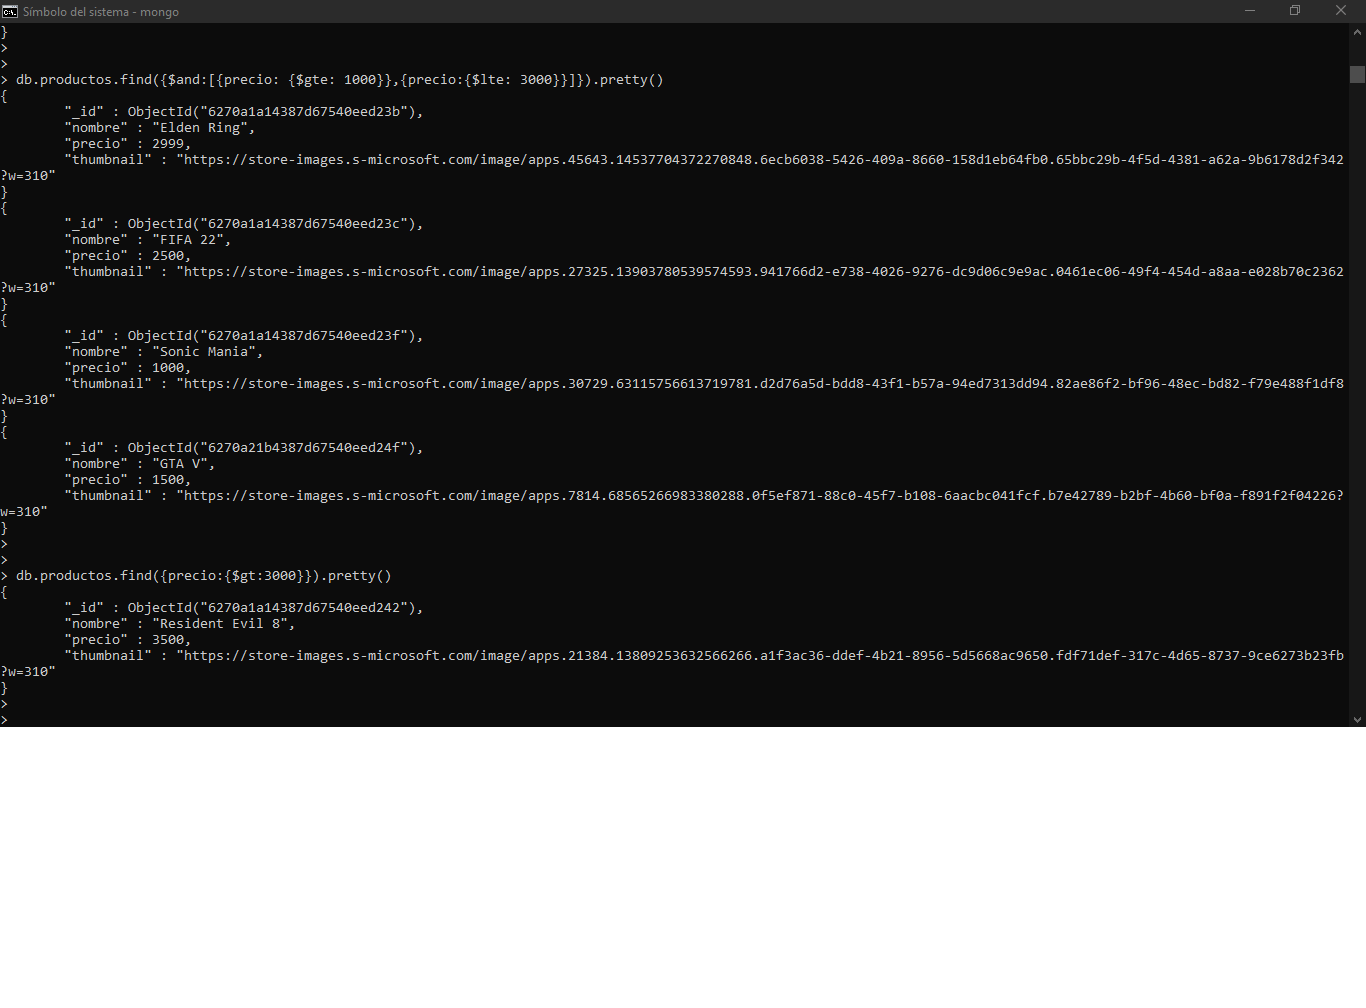 Símbolo del sistema - mongo
}
>
>
> db.productos.find({$and:[{precio: {$gte: 1000}},{precio:{$lte: 3000}}]}).pretty()
{
"_id" : ObjectId("6270a1a14387d67540eed23b"),
"nombre" : "Elden Ring",
"precio" : 2999,
"thumbnail" : "https://store-images.s-microsoft.com/image/apps.45643.14537704372270848.6ecb6038-5426-409a-8660-158d1eb64fb0.65bbc29b-4f5d-4381-a62a-9b6178d2f342
?w=310"
}
{
"_id" : ObjectId("6270a1a14387d67540eed23c"),
"nombre" : "FIFA 22",
"precio" : 2500,
"thumbnail" : "https://store-images.s-microsoft.com/image/apps.27325.13903780539574593.941766d2-e738-4026-9276-dc9d06c9e9ac.0461ec06-49f4-454d-a8aa-e028b70c2362
?w=310"
}
{
"_id" : ObjectId("6270a1a14387d67540eed23f"),
"nombre" : "Sonic Mania",
"precio" : 1000,
"thumbnail" : "https://store-images.s-microsoft.com/image/apps.30729.63115756613719781.d2d76a5d-bdd8-43f1-b57a-94ed7313dd94.82ae86f2-bf96-48ec-bd82-f79e488f1df8
?w=310"
}
{
"_id" : ObjectId("6270a21b4387d67540eed24f"),
"nombre" : "GTA V",
"precio" : 1500,
"thumbnail" : "https://store-images.s-microsoft.com/image/apps.7814.68565266983380288.0f5ef871-88c0-45f7-b108-6aacbc041fcf.b7e42789-b2bf-4b60-bf0a-f891f2f04226?
w=310"
}
>
>
> db.productos.find({precio:{$gt:3000}}).pretty()
{
"_id" : ObjectId("6270a1a14387d67540eed242"),
"nombre" : "Resident Evil 8",
"precio" : 3500,
"thumbnail" : "https://store-images.s-microsoft.com/image/apps.21384.13809253632566266.a1f3ac36-ddef-4b21-8956-5d5668ac9650.fdf71def-317c-4d65-8737-9ce6273b23fb
?w=310"
}
>
>